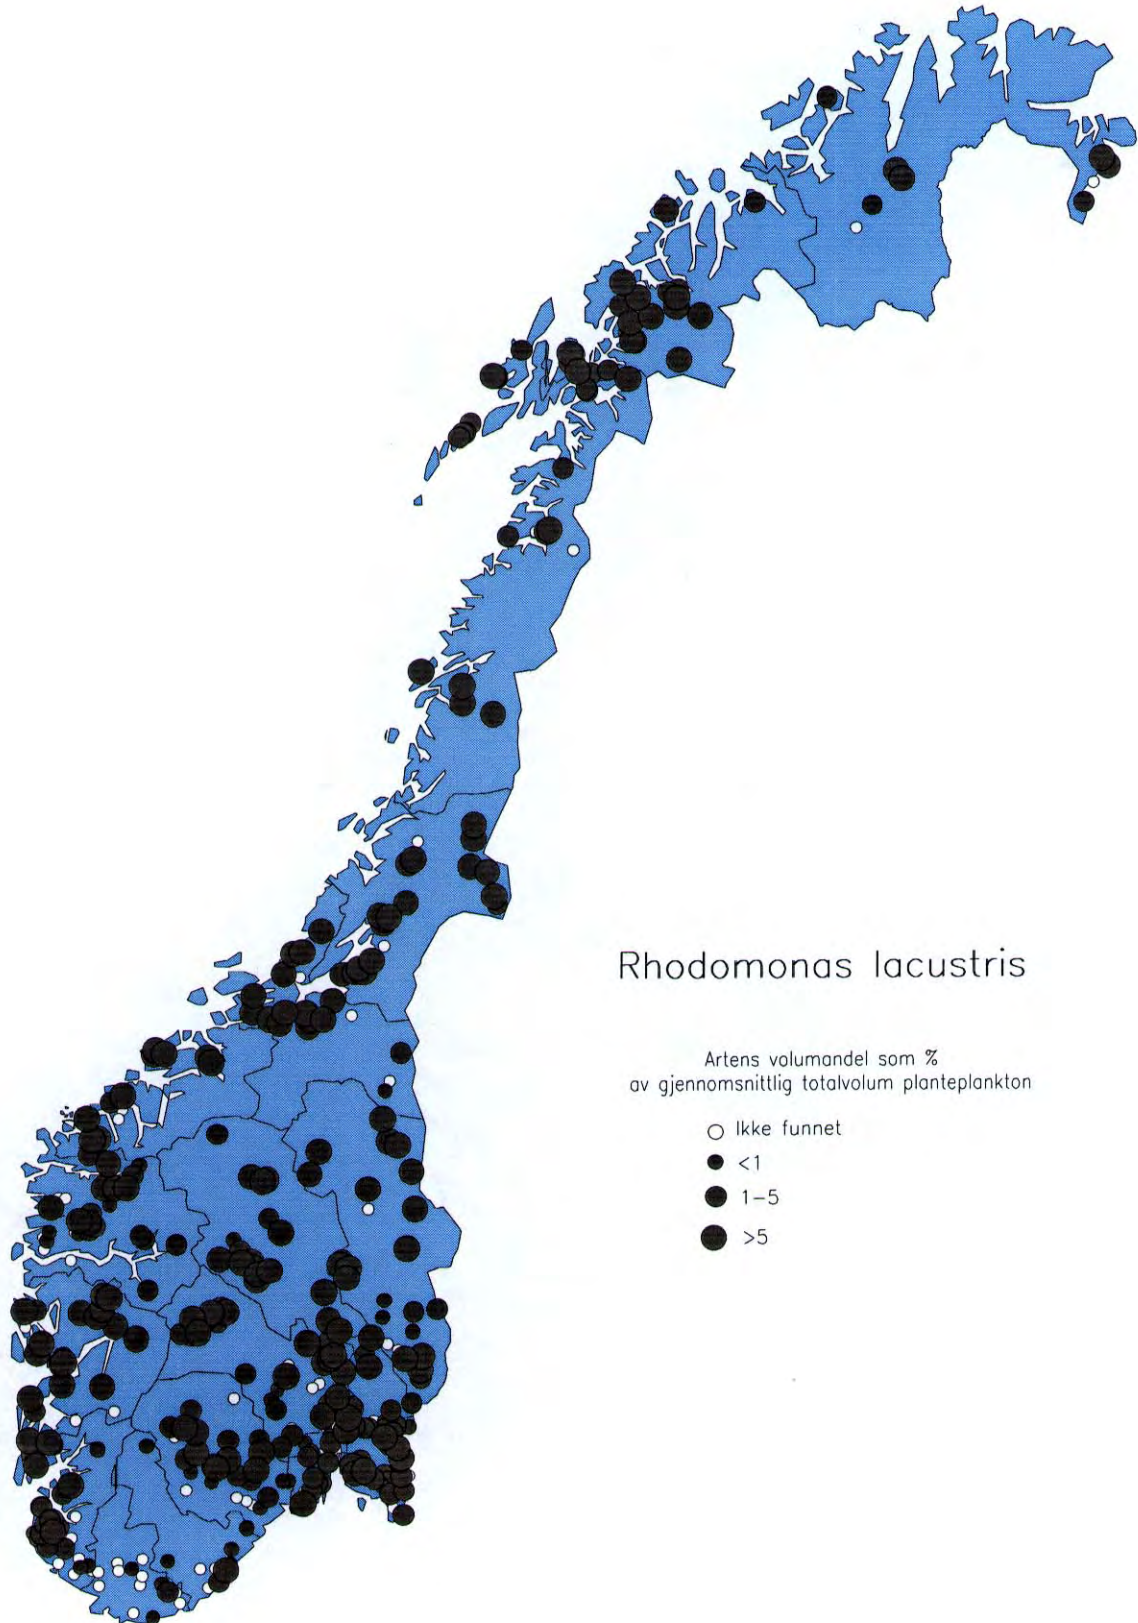 Rhodomonas lacustris
Artens volumandel som %
av gjennomsnittlig totalvolum planteplankton
Ikke funnet
<1
1–5
>5